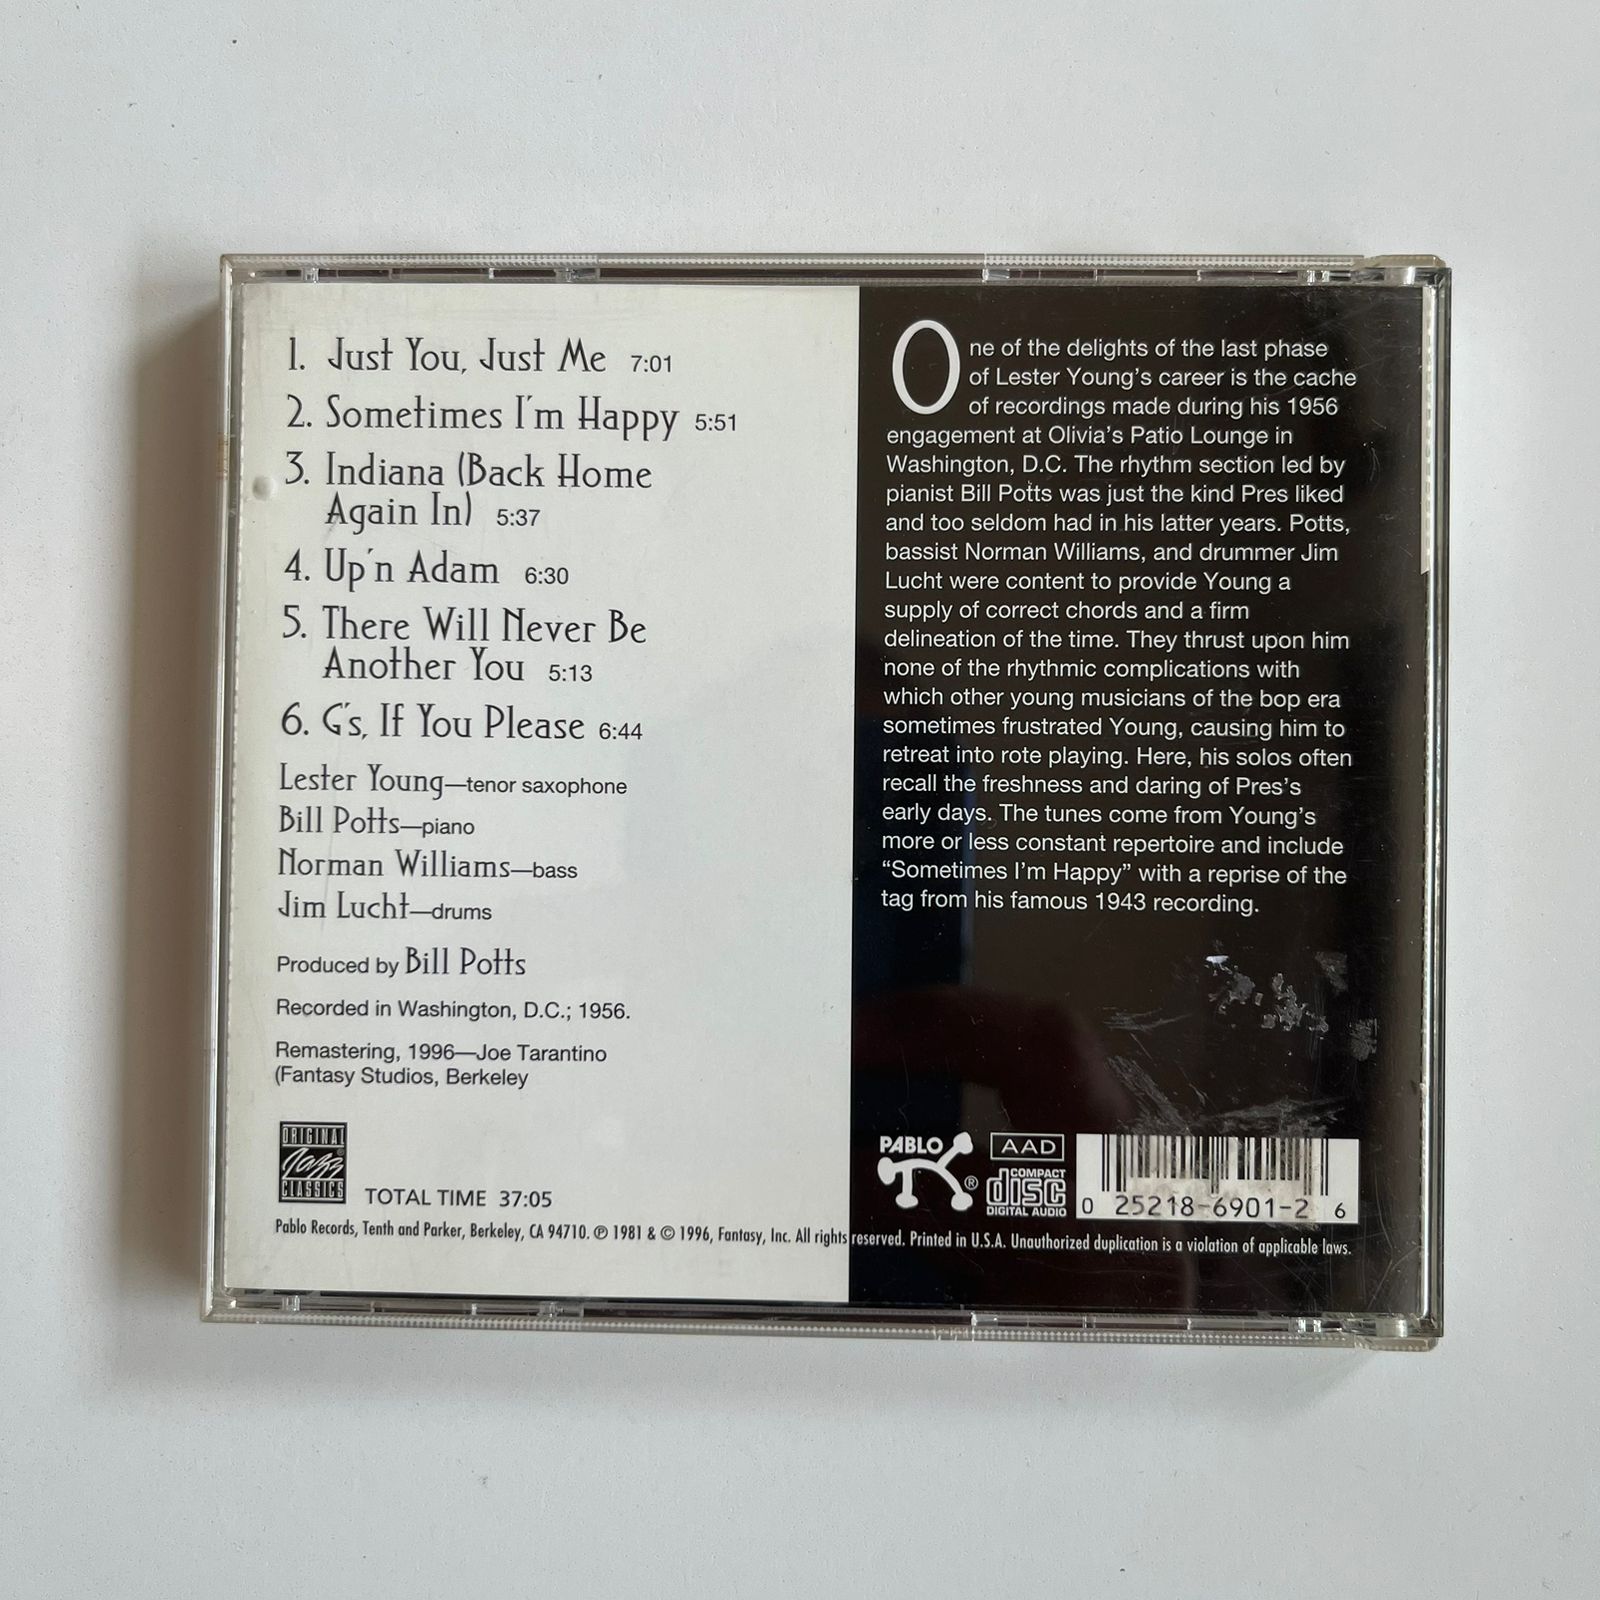 1. Just You, Just Me 7:01
2. Sometimes I'm Happy 5:51
3. Indiana (Back Home
Again In) 5:37
4. Up'n Adam 6:30
5. There Will Never Be
Another You 5:13
6. G's, If You Please 6:44
Lester Young—tenor saxophone
Bill Potts—piano
Norman Williams—bass
Jim Lucht—drums
Produced by Bill Potts
Recorded in Washington, D.C.; 1956.
Remastering, 1996—Joe Tarantino
(Fantasy Studios, Berkeley
ORIGINAL
Jazz
CLASSICS
TOTAL TIME 37:05
One of the delights of the last phase
of Lester Young's career is the cache
of recordings made during his 1956
engagement at Olivia's Patio Lounge in
Washington, D.C. The rhythm section led by
pianist Bill Potts was just the kind Pres liked
and too seldom had in his latter years. Potts,
bassist Norman Williams, and drummer Jim
Lucht were content to provide Young a
supply of correct chords and a firm
delineation of the time. They thrust upon him
none of the rhythmic complications with
which other young musicians of the bop era
sometimes frustrated Young, causing him to
retreat into rote playing. Here, his solos often
recall the freshness and daring of Pres's
early days. The tunes come from Young's
more or less constant repertoire and include
“Sometimes I'm Happy” with a reprise of the
tag from his famous 1943 recording.
PABLO
®
AAD
COMPACT
disc
DIGITAL AUDIO
0 25218-6901-2 6
Pablo Records, Tenth and Parker, Berkeley, CA 94710. ℗ 1981 & © 1996, Fantasy, Inc. All rights reserved. Printed in U.S.A. Unauthorized duplication is a violation of applicable laws.